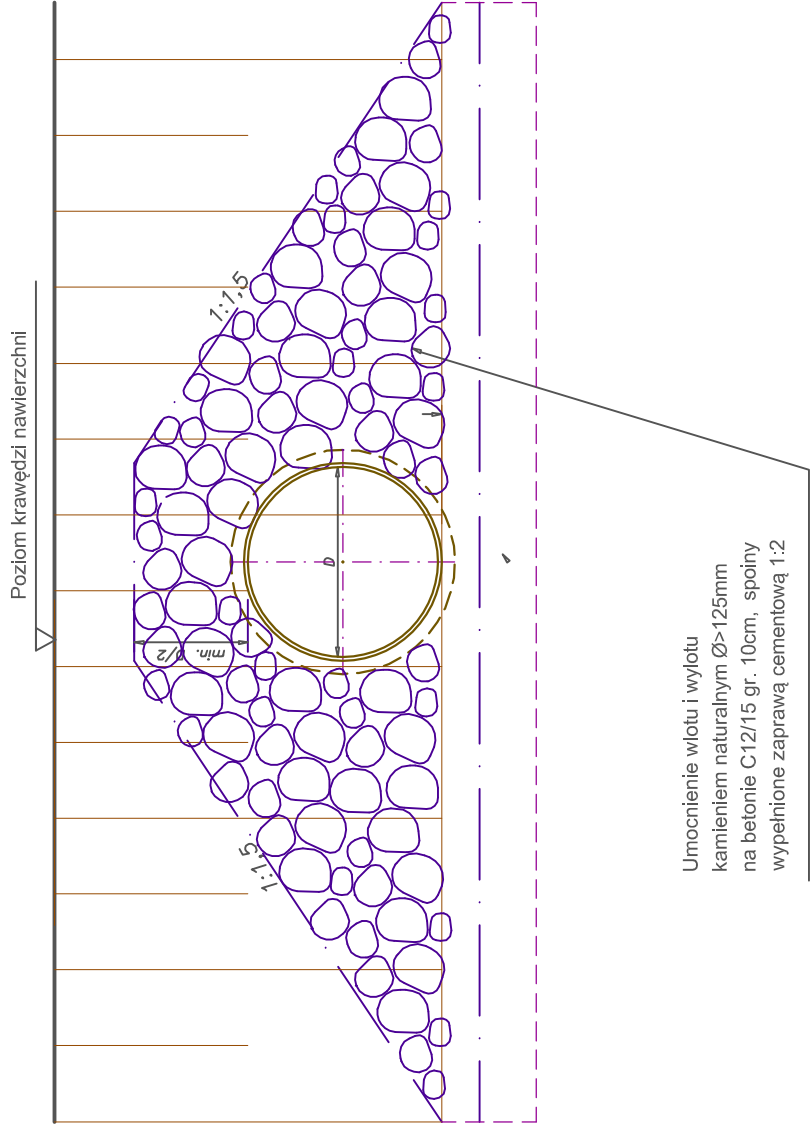 Poziom krawędzi nawierzchni
1:1,5
1:1,5
min. Ø/2
D
Umocnienie wlotu i wylotu
kamieniem naturalnym Ø>125mm
na betonie C12/15 gr. 10cm, spoiny
wypełnione zaprawą cementową 1:2